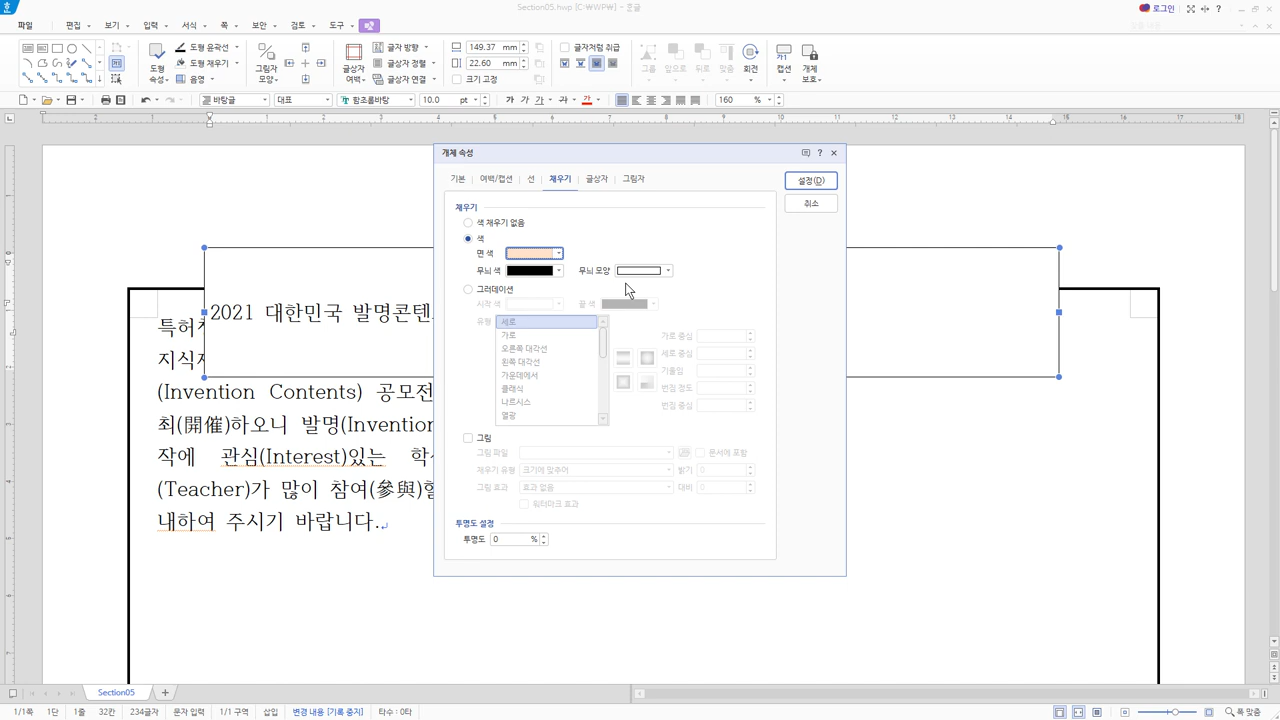 Section05.hwp [C:₩WP₩] - 흔글
로그인
파일 편집 보기 입력 서식 쪽 보안 검토 도구
도형 속성 도형 윤곽선 도형 채우기 음영
그림자 모양
글상자 여백 글자 방향 글상자 정렬 글상자 연결
149.37 mm
22.60 mm
크기 고정
글자처럼 취급
그룹 앞으로 뒤로 맞춤 회전 캡션 개체 보호
바탕글 대표 함초롬바탕 10.0 pt 가 가 가 가 가 160 %
개체 속성
기본 여백/캡션 선 채우기 글상자 그림자
설정(D)
취소
채우기
색 채우기 없음
색
면 색
무늬 색 무늬 모양
그러데이션
시작 색 끝 색
유형 세로
가로
오른쪽 대각선
왼쪽 대각선
가운데에서
클래식
나르시스
열광
가로 중심
세로 중심
기울임
번짐 정도
번짐 중심
그림
그림 파일 문서에 포함
채우기 유형 크기에 맞추어 밝기 0
그림 효과 효과 없음 대비 0
워터마크 효과
투명도 설정
투명도 0 %
2021 대한민국 발명콘텐
특허
지식
(Invention Contents) 공모전
최(開催)하오니 발명(Invention
작에 관심(Interest)있는 학
(Teacher)가 많이 참여(參與)할
내하여 주시기 바랍니다.
Section05
1/1쪽 1단 1줄 32칸 234글자 문자 입력 1/1 구역 삽입 변경 내용 [기록 중지] 타수 : 0타 폭 맞춤